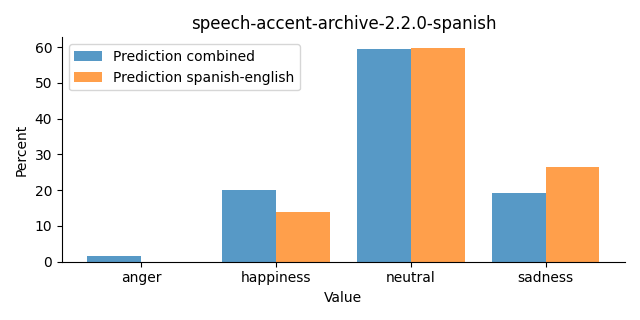 speech-accent-archive-2.2.0-spanish
Prediction combined
Prediction spanish-english
Percent
60
50
40
30
20
10
0
anger happiness neutral sadness
Value